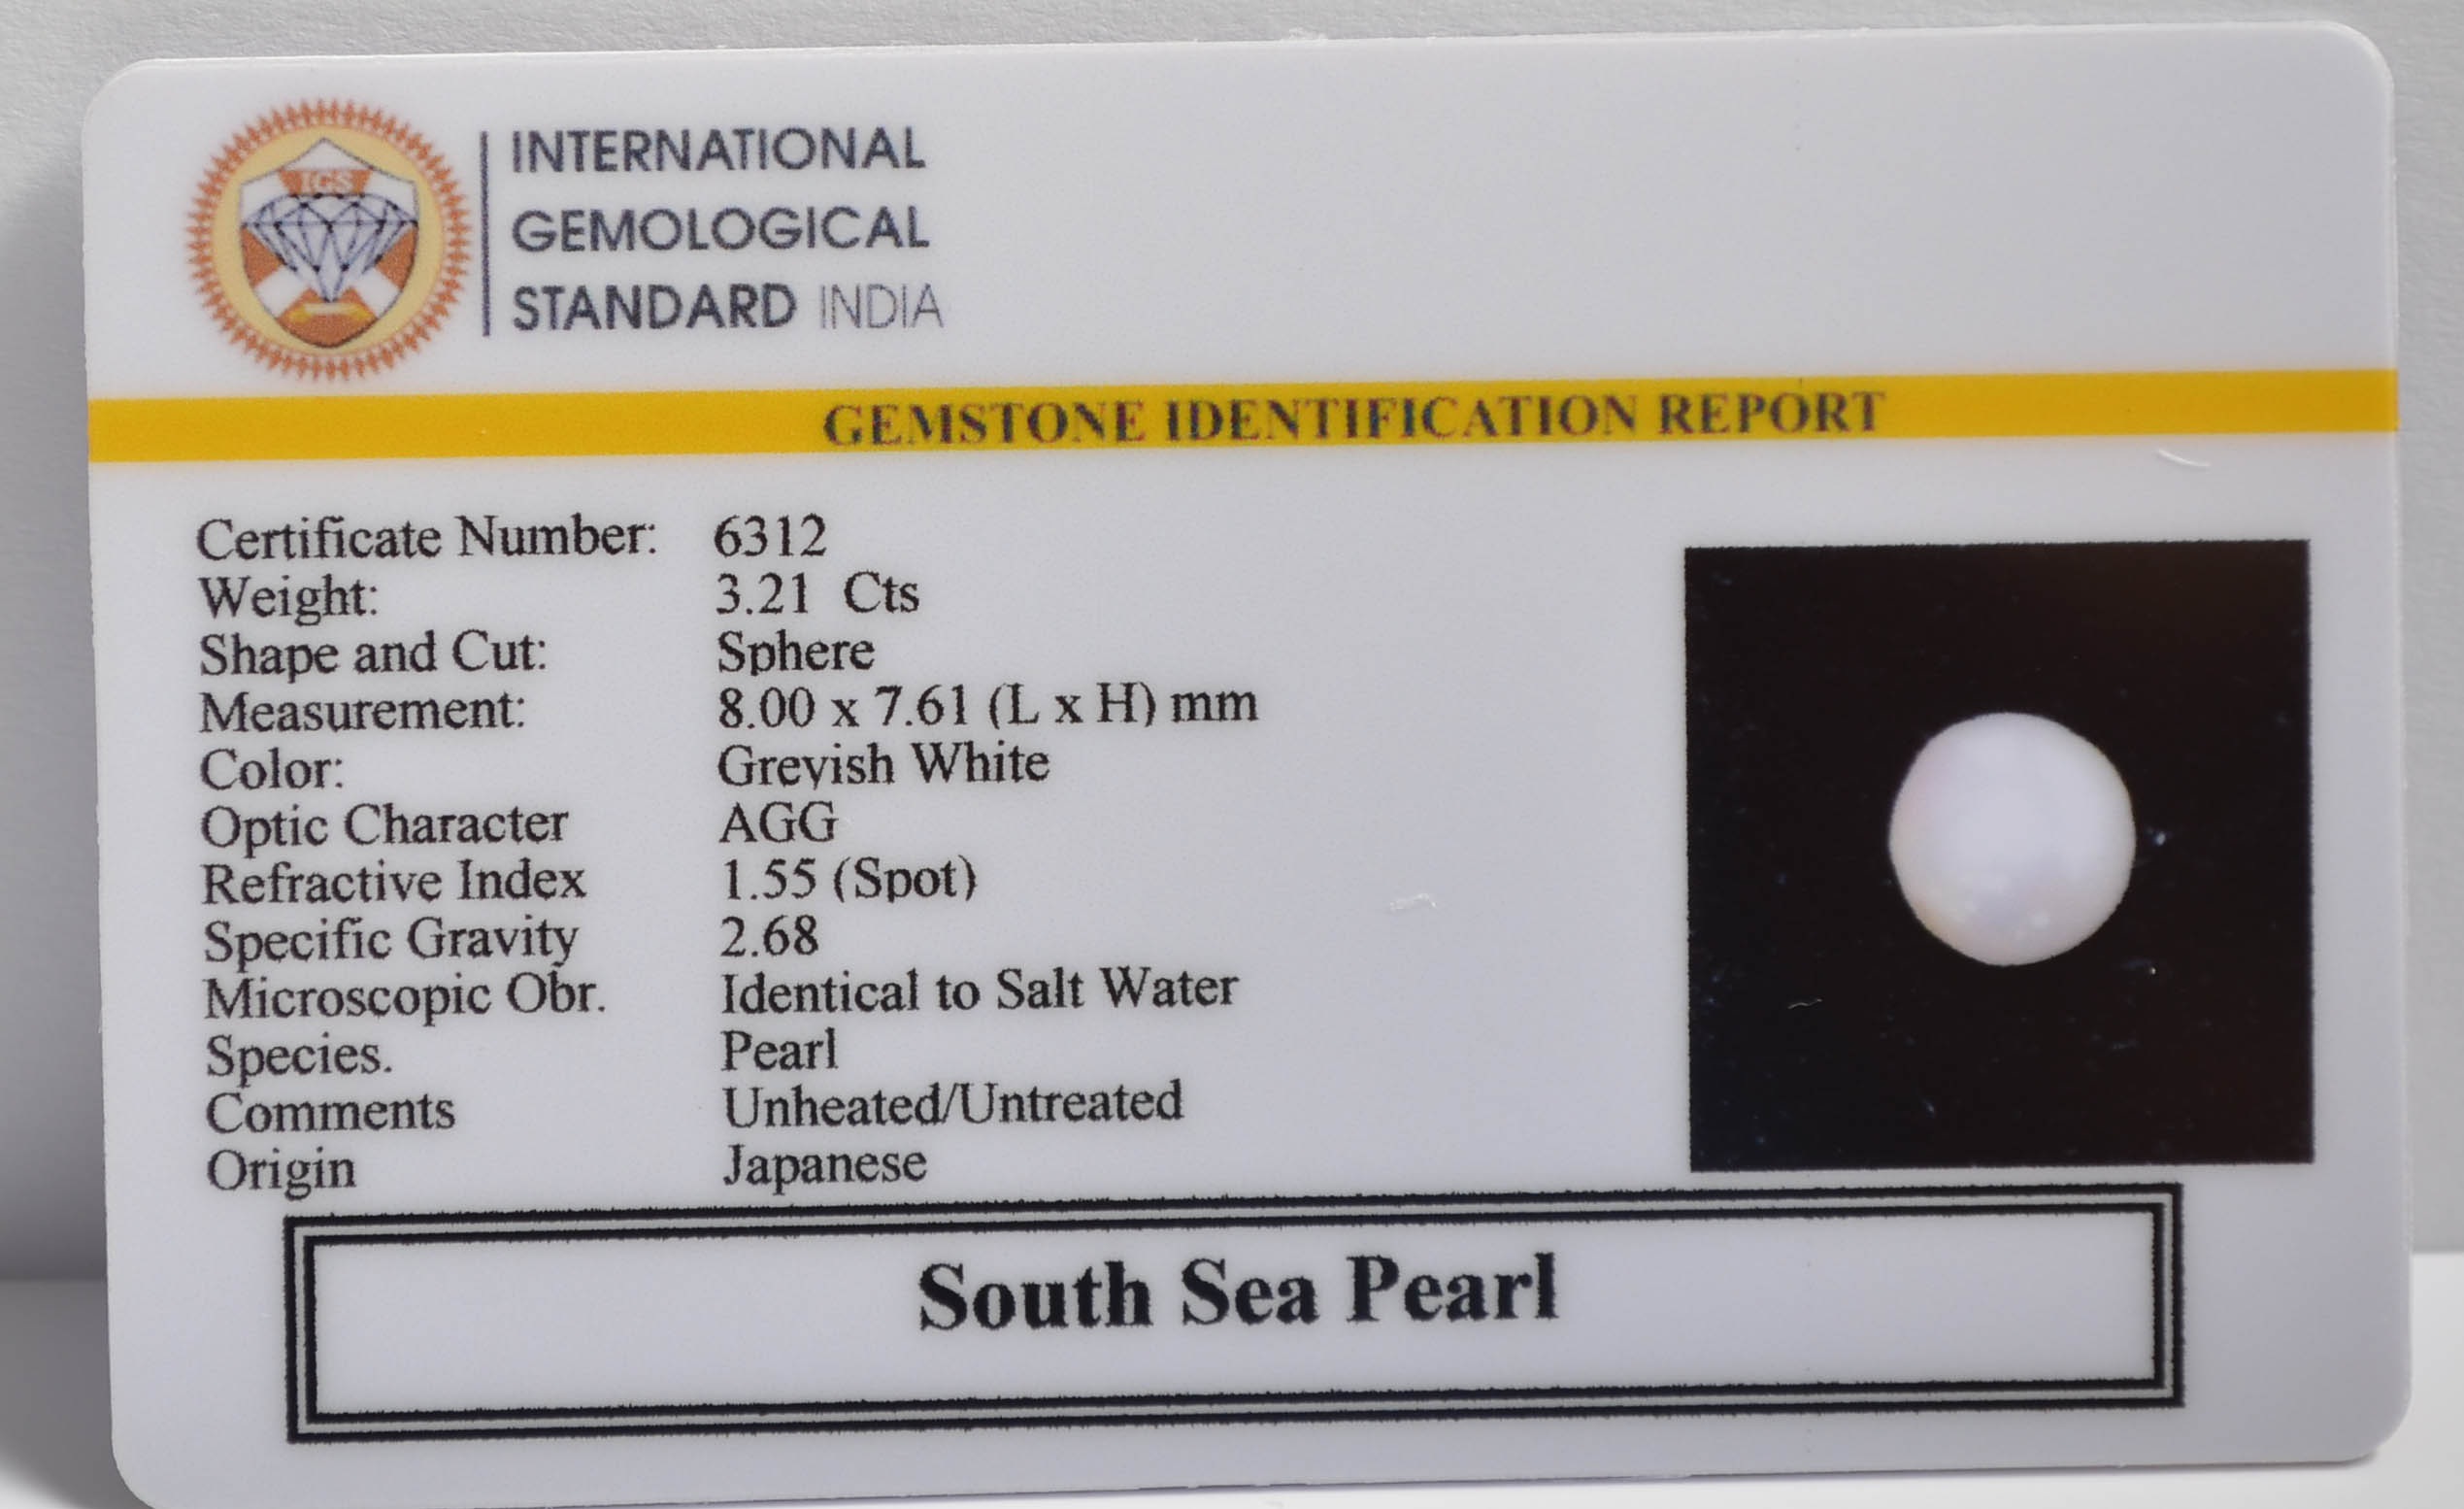 IGS
INTERNATIONAL
GEMOLOGICAL
STANDARD INDIA
GEMSTONE IDENTIFICATION REPORT
Certificate Number: 6312
Weight: 3.21 Cts
Shape and Cut: Sphere
Measurement: 8.00 x 7.61 (L x H) mm
Color: Greyish White
Optic Character AGG
Refractive Index 1.55 (Spot)
Specific Gravity 2.68
Microscopic Obr. Identical to Salt Water
Species. Pearl
Comments Unheated/Untreated
Origin Japanese
South Sea Pearl